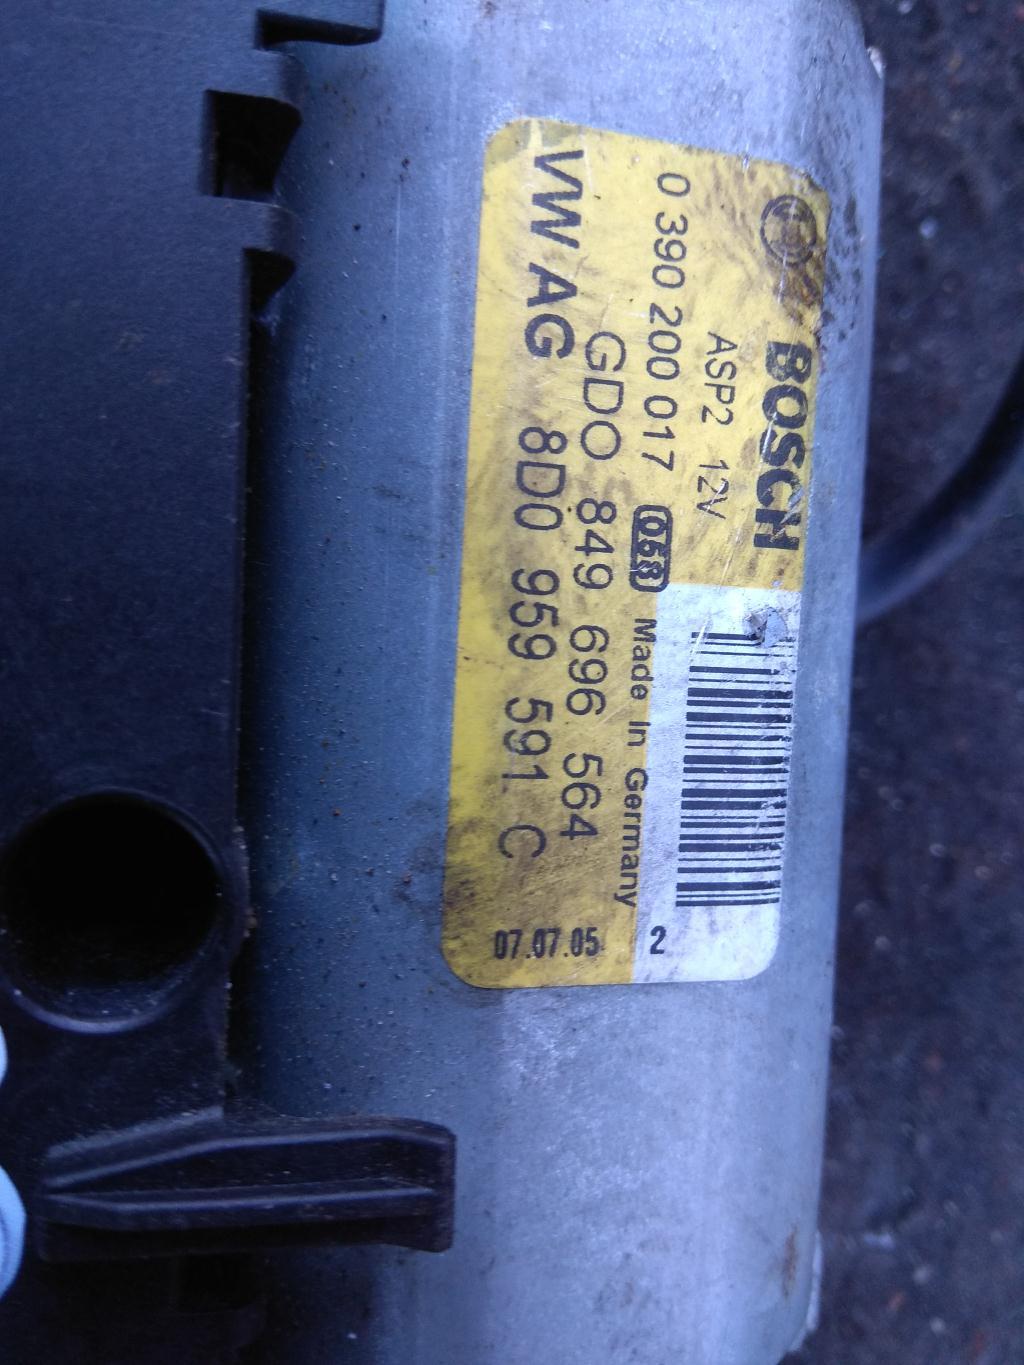 BOSCH
ASP2 12V
0 390 200 017 058 Made In Germany
GDO 849 696 564
VW AG 8D0 959 591 C
07.07.05 2